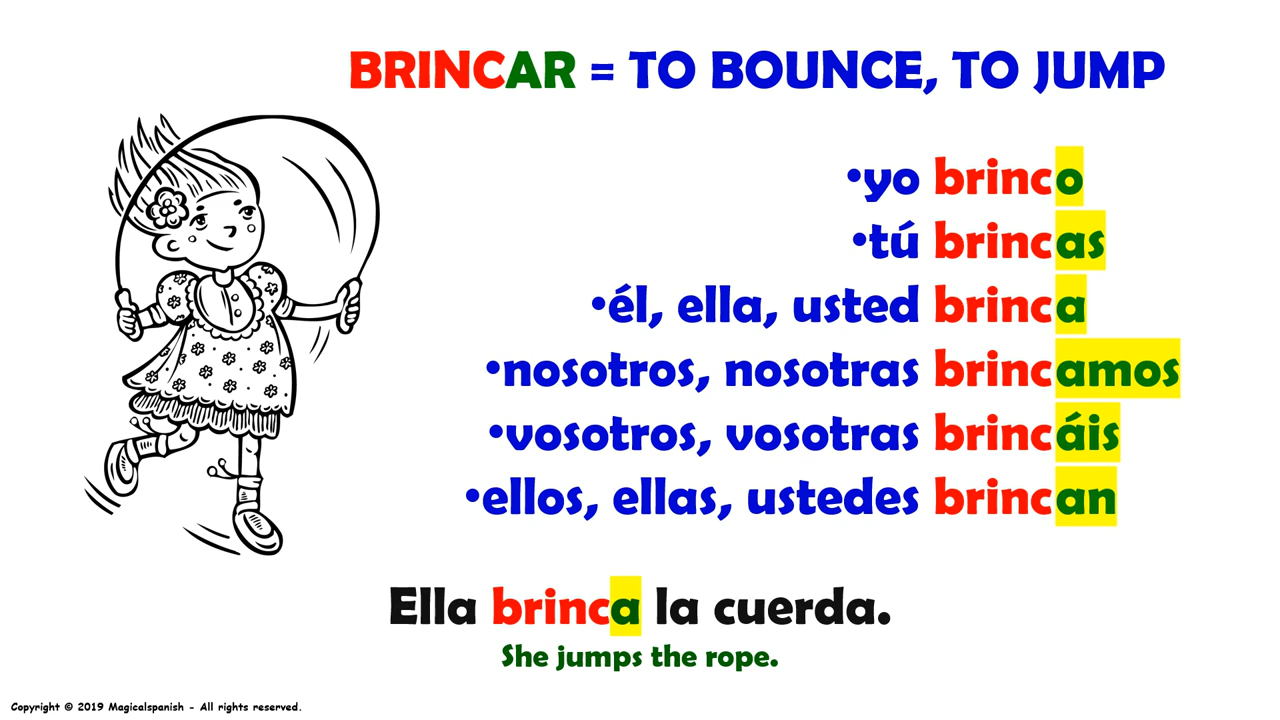 BRINCAR = TO BOUNCE, TO JUMP
•yo brinco
•tú brincas
•él, ella, usted brinca
•nosotros, nosotras brincamos
•vosotros, vosotras brincáis
•ellos, ellas, ustedes brincan
Ella brinca la cuerda.
She jumps the rope.
Copyright © 2019 Magicalspanish - All rights reserved.